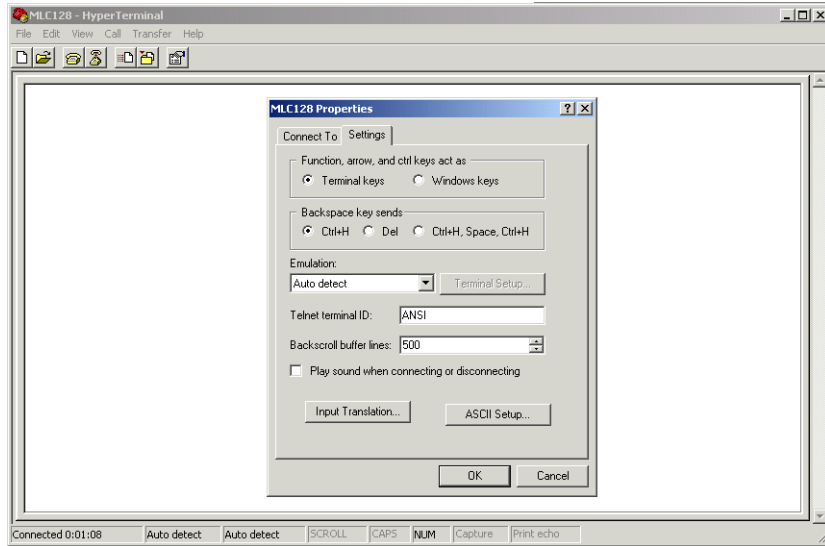 MLC128 - HyperTerminal
File Edit View Call Transfer Help
MLC128 Properties
Connect To Settings
Function, arrow, and ctrl keys act as
Terminal keys Windows keys
Backspace key sends
Ctrl+H Del Ctrl+H, Space, Ctrl+H
Emulation:
Auto detect Terminal Setup...
Telnet terminal ID: ANSI
Backscroll buffer lines: 500
Play sound when connecting or disconnecting
Input Translation... ASCII Setup...
OK Cancel
Connected 0:01:08 Auto detect Auto detect SCROLL CAPS NUM Capture Print echo